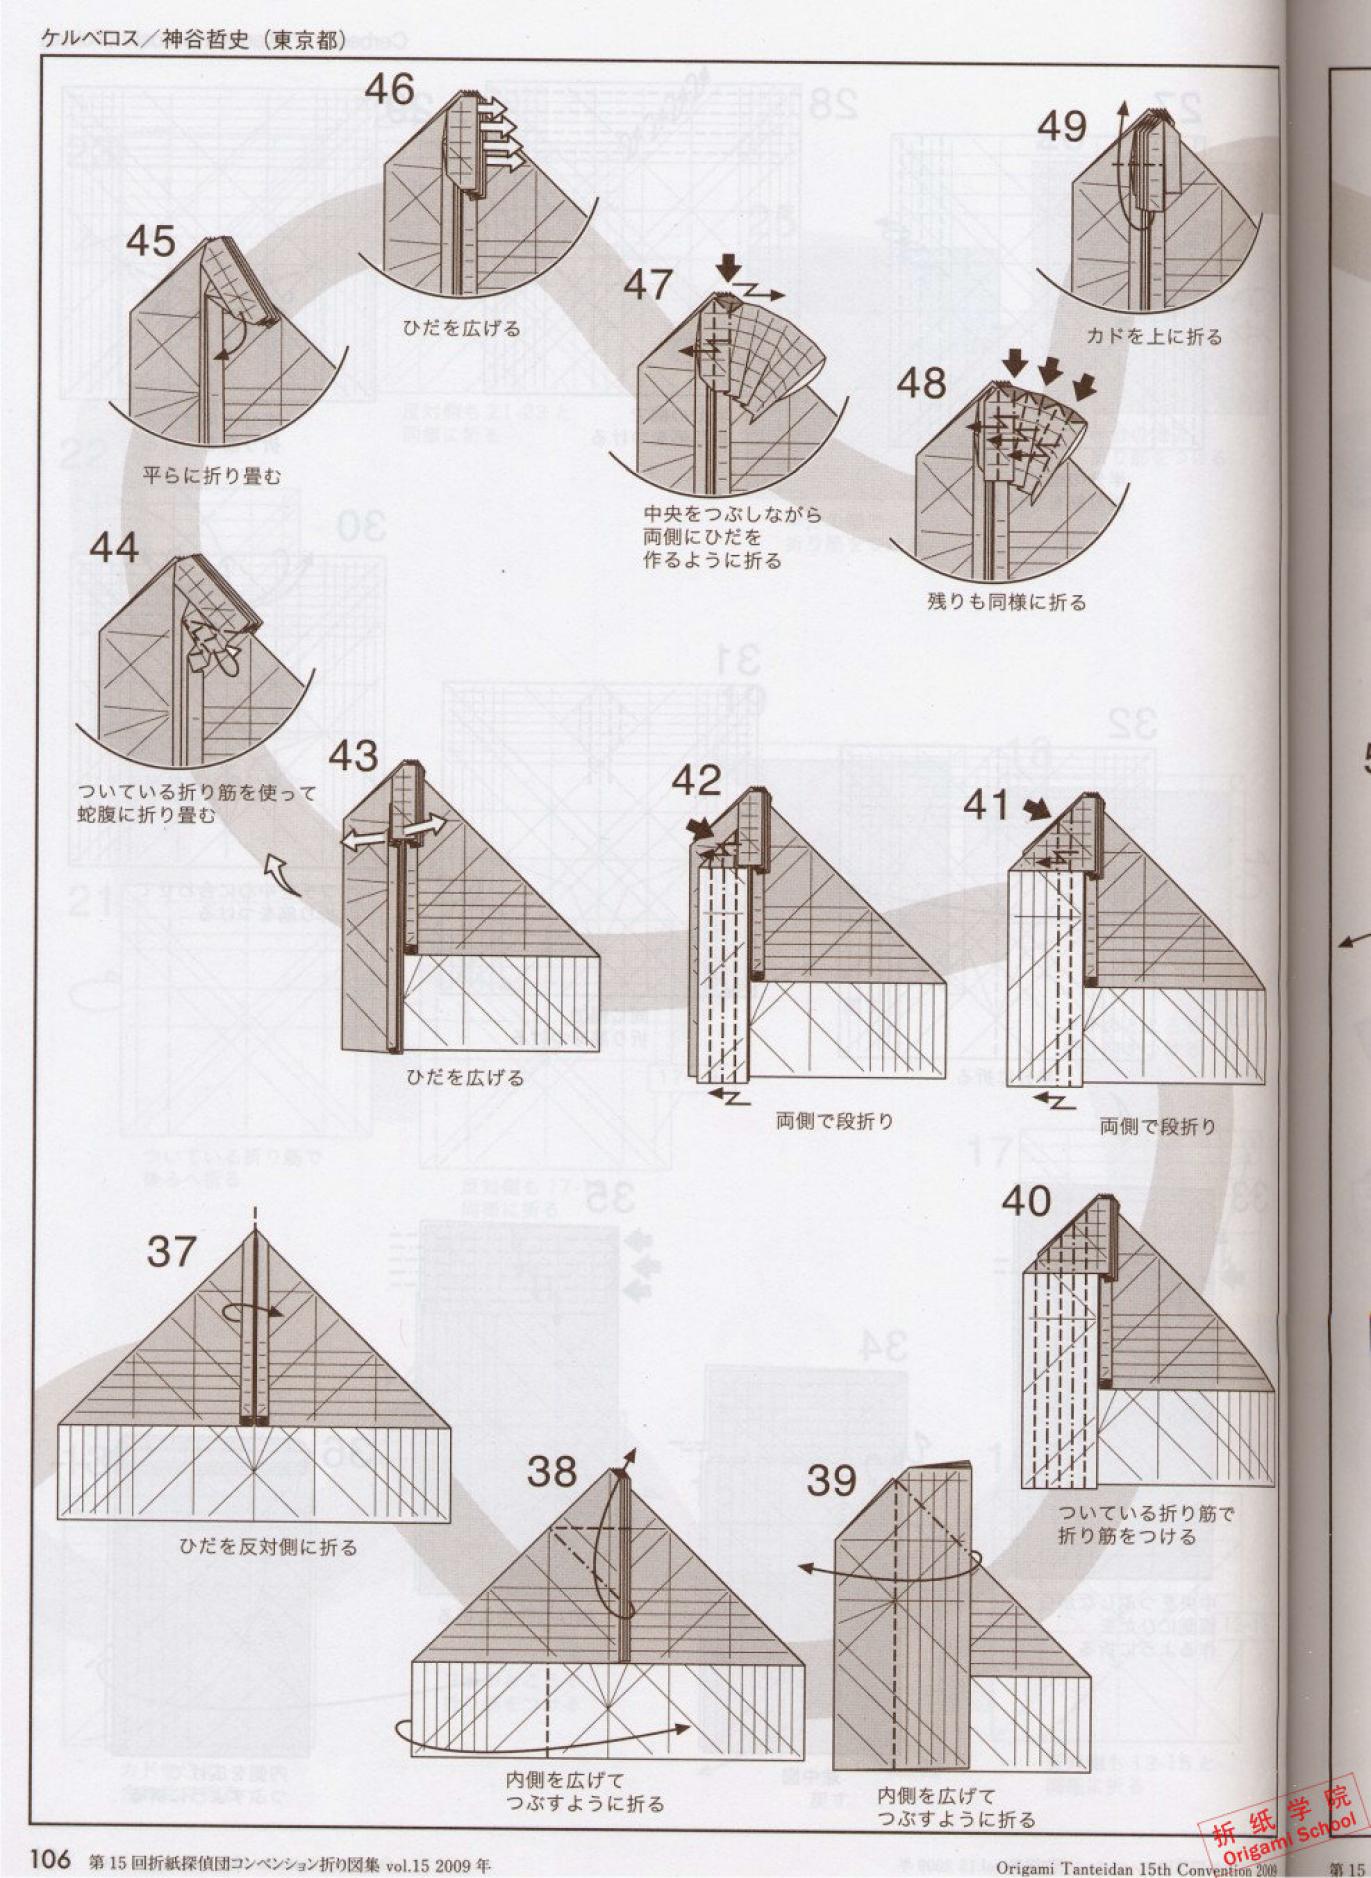 ケルベロス／神谷哲史（東京都）
37
ひだを反対側に折る
38
内側を広げて
つぶすように折る
39
内側を広げて
つぶすように折る
40
ついている折り筋で
折り筋をつける
41
両側で段折り
42
両側で段折り
43
ひだを広げる
44
ついている折り筋を使って
蛇腹に折り畳む
45
平らに折り畳む
46
ひだを広げる
47
中央をつぶしながら
両側にひだを
作るように折る
48
残りも同様に折る
49
カドを上に折る
106 第15回折紙探偵団コンベンション折り図集 vol.15 2009 年
Origami Tanteidan 15th Convention 2009
折 纸 学 院
Origami School
第 15